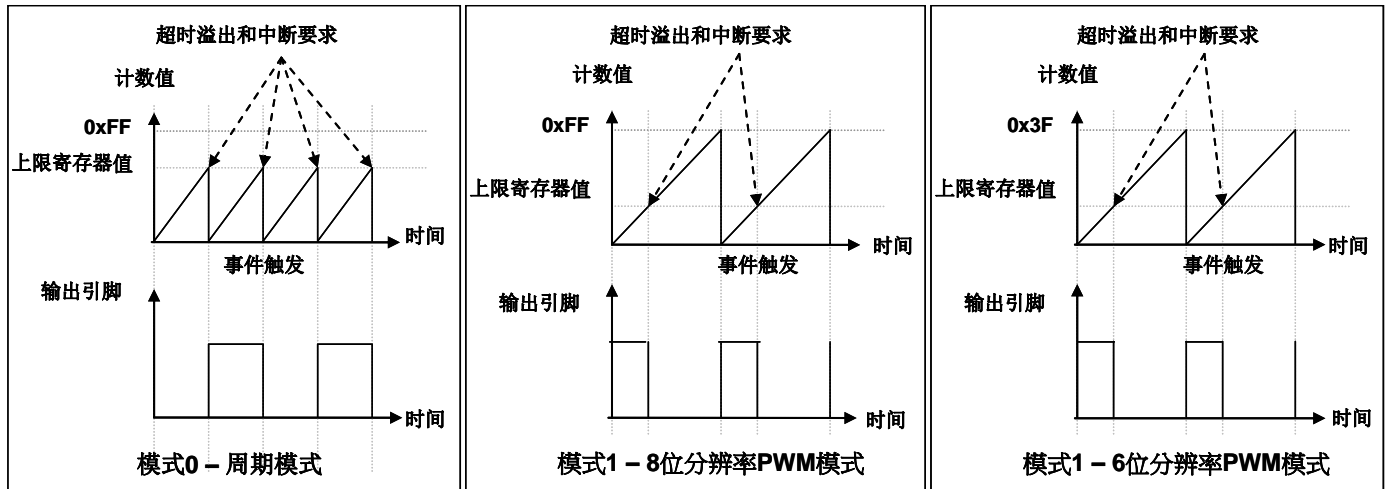 超时溢出和中断要求
计数值
0xFF
上限寄存器值
时间
事件触发
输出引脚
时间
模式0 – 周期模式
超时溢出和中断要求
计数值
0xFF
上限寄存器值
时间
事件触发
输出引脚
时间
模式1 – 8位分辨率PWM模式
超时溢出和中断要求
计数值
0x3F
上限寄存器值
时间
事件触发
输出引脚
时间
模式1 – 6位分辨率PWM模式